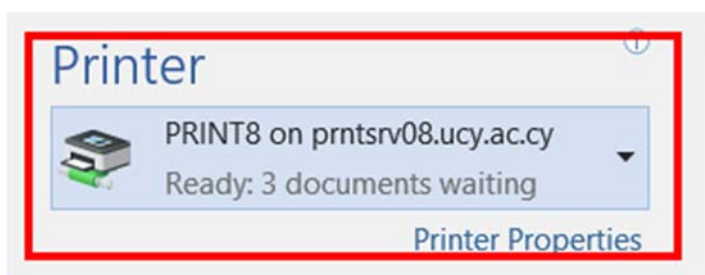 Printer
PRINT8 on prntsrv08.ucy.ac.cy
Ready: 3 documents waiting
Printer Properties